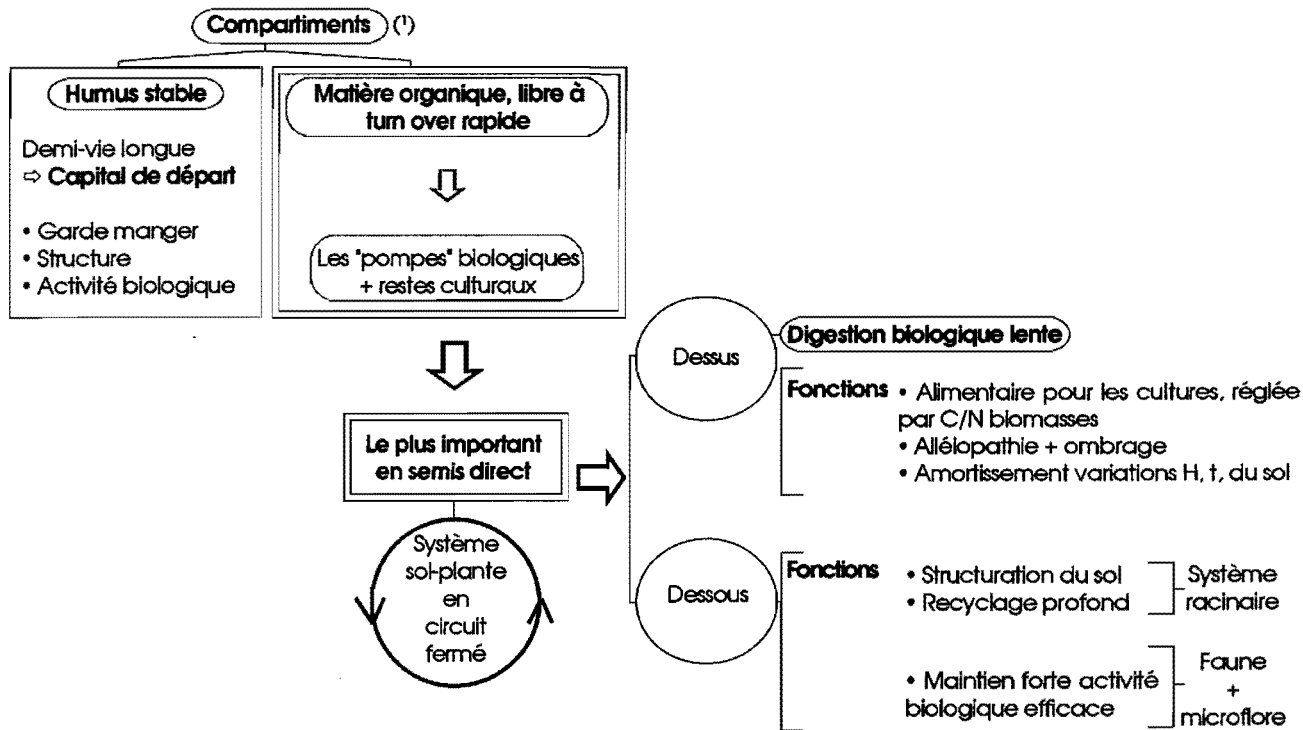 Compartiments (¹)
Humus stable
Demi-vie longue
⇨ Capital de départ
• Garde manger
• Structure
• Activité biologique
Matière organique, libre à
turn over rapide
Les "pompes" biologiques
+ restes culturaux
Le plus important
en semis direct
Système
sol-plante
en
circuit
fermé
Dessus
Digestion biologique lente
Fonctions • Alimentaire pour les cultures, réglée
par C/N biomasses
• Allélopathie + ombrage
• Amortissement variations H, t, du sol
Dessous
Fonctions
• Structuration du sol
• Recyclage profond
Système
racinaire
• Maintien forte activité
biologique efficace
Faune
+
microflore